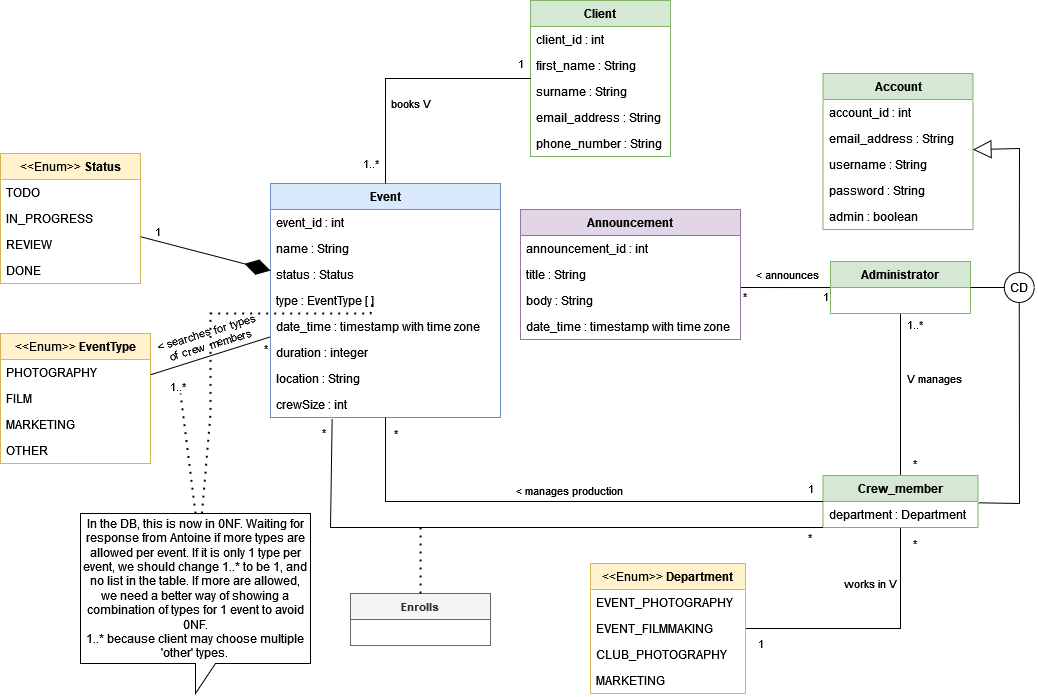 Client
client_id : int
first_name : String
surname : String
email_address : String
phone_number : String
1
books V
1..*
Account
account_id : int
email_address : String
username : String
password : String
admin : boolean
<<Enum>> Status
TODO
IN_PROGRESS
REVIEW
DONE
1
Event
event_id : int
name : String
status : Status
type : EventType [ ]
date_time : timestamp with time zone
duration : integer
location : String
crewSize : int
Announcement
announcement_id : int
title : String
body : String
date_time : timestamp with time zone
< announces
*
1
Administrator
CD
<<Enum>> EventType
PHOTOGRAPHY
FILM
MARKETING
OTHER
< searches for types
of crew members
*
1..*
1..*
V manages
*
*
*
< manages production
1
*
Crew_member
department : Department
*
works in V
1
<<Enum>> Department
EVENT_PHOTOGRAPHY
EVENT_FILMMAKING
CLUB_PHOTOGRAPHY
MARKETING
Enrolls
In the DB, this is now in 0NF. Waiting for
response from Antoine if more types are
allowed per event. If it is only 1 type per
event, we should change 1..* to be 1, and
no list in the table. If more are allowed,
we need a better way of showing a
combination of types for 1 event to avoid
0NF.
1..* because client may choose multiple
'other' types.